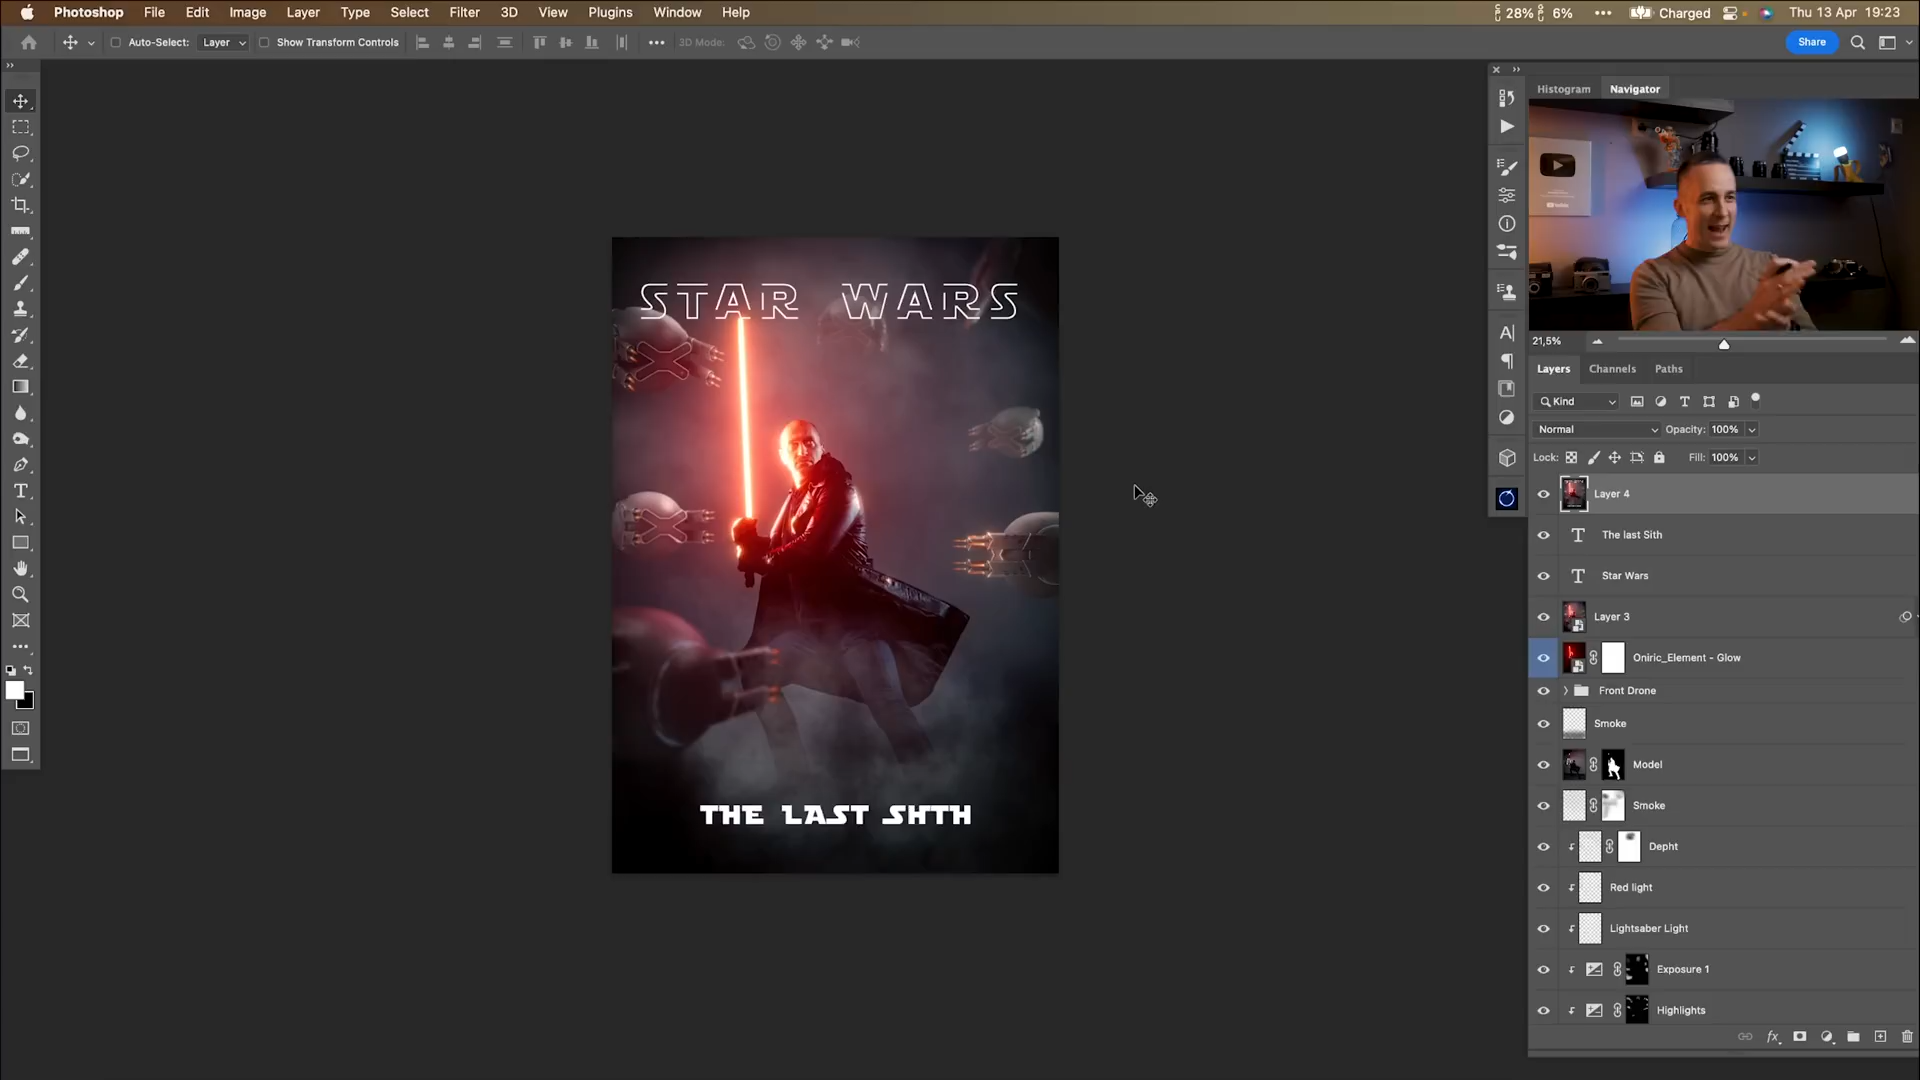 Photoshop File Edit Image Layer Type Select Filter 3D View Plugins Window Help 28% 6% Charged Thu 13 Apr 19:23
Auto-Select: Layer Show Transform Controls 3D Mode: Share
Histogram Navigator
STAR WARS
21,5%
Layers Channels Paths
Kind
Normal Opacity: 100%
Lock: Fill: 100%
Layer 4
The last Sith
Star Wars
Layer 3
Oniric_Element - Glow
Front Drone
Smoke
Model
Smoke
THE LAST SHTH
Depht
Red light
Lightsaber Light
Exposure 1
Highlights
fx